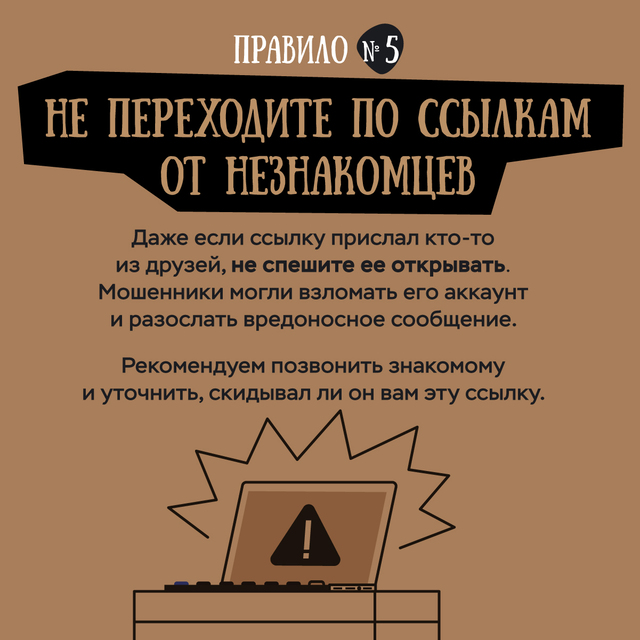 ПРАВИЛО № 5
НЕ ПЕРЕХОДИТЕ ПО ССЫЛКАМ
ОТ НЕЗНАКОМЦЕВ
Даже если ссылку прислал кто-то
из друзей, не спешите ее открывать.
Мошенники могли взломать его аккаунт
и разослать вредоносное сообщение.
Рекомендуем позвонить знакомому
и уточнить, скидывал ли он вам эту ссылку.
!